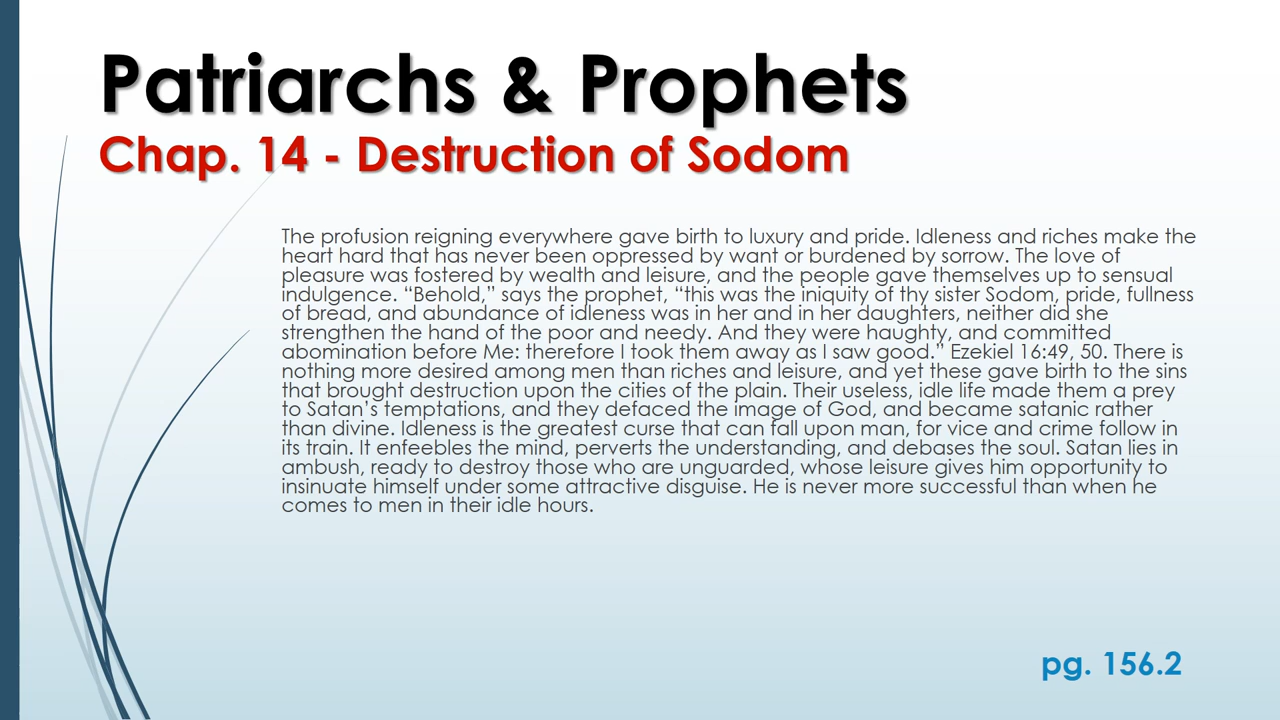 Patriarchs & Prophets
Chap. 14 - Destruction of Sodom
The profusion reigning everywhere gave birth to luxury and pride. Idleness and riches make the
heart hard that has never been oppressed by want or burdened by sorrow. The love of
pleasure was fostered by wealth and leisure, and the people gave themselves up to sensual
indulgence. “Behold,” says the prophet, “this was the iniquity of thy sister Sodom, pride, fullness
of bread, and abundance of idleness was in her and in her daughters, neither did she
strengthen the hand of the poor and needy. And they were haughty, and committed
abomination before Me: therefore I took them away as I saw good.” Ezekiel 16:49, 50. There is
nothing more desired among men than riches and leisure, and yet these gave birth to the sins
that brought destruction upon the cities of the plain. Their useless, idle life made them a prey
to Satan’s temptations, and they defaced the image of God, and became satanic rather
than divine. Idleness is the greatest curse that can fall upon man, for vice and crime follow in
its train. It enfeebles the mind, perverts the understanding, and debases the soul. Satan lies in
ambush, ready to destroy those who are unguarded, whose leisure gives him opportunity to
insinuate himself under some attractive disguise. He is never more successful than when he
comes to men in their idle hours.
pg. 156.2